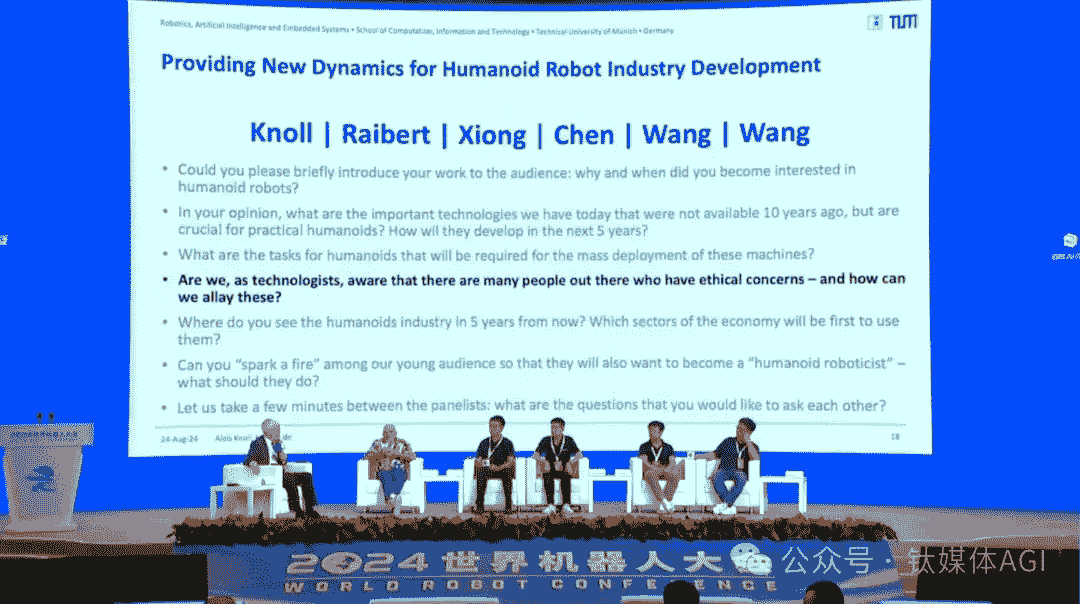 Robotics, Artificial Intelligence and Embedded Systems • School of Computation, Information and Technology • Technical University of Munich • Germany
TUM
Providing New Dynamics for Humanoid Robot Industry Development
Knoll | Raibert | Xiong | Chen | Wang | Wang
• Could you please briefly introduce your work to the audience: why and when did you become interested in
humanoid robots?
• In your opinion, what are the important technologies we have today that were not available 10 years ago, but are
crucial for practical humanoids? How wil they develop in the next 5 years?
• What are the tasks for humanoids that will be required for the mass deployment of these machines?
• Are we, as technologists, aware that there are many people out there who have ethical concerns – and how can
we allay these?
• Where do you see the humanoids industry in 5 years from now? Which sectors of the economy will be first to use
them?
• Can you "spark a fire" among our young audience so that they will also want to become a "humanoid roboticist" –
what should they do?
• Let us take a few minutes between the panelists: what are the questions that you would like to ask each other?
24-Aug-24 Alois
18
2024世界机器人大
WORLD ROBOT CONFERENCE
公众号 · 钛媒体AGI